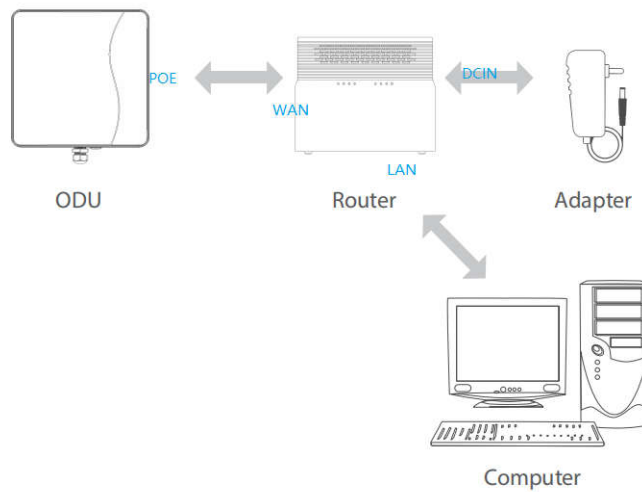 POE
DCIN
WAN
LAN
ODU
Router
Adapter
Computer